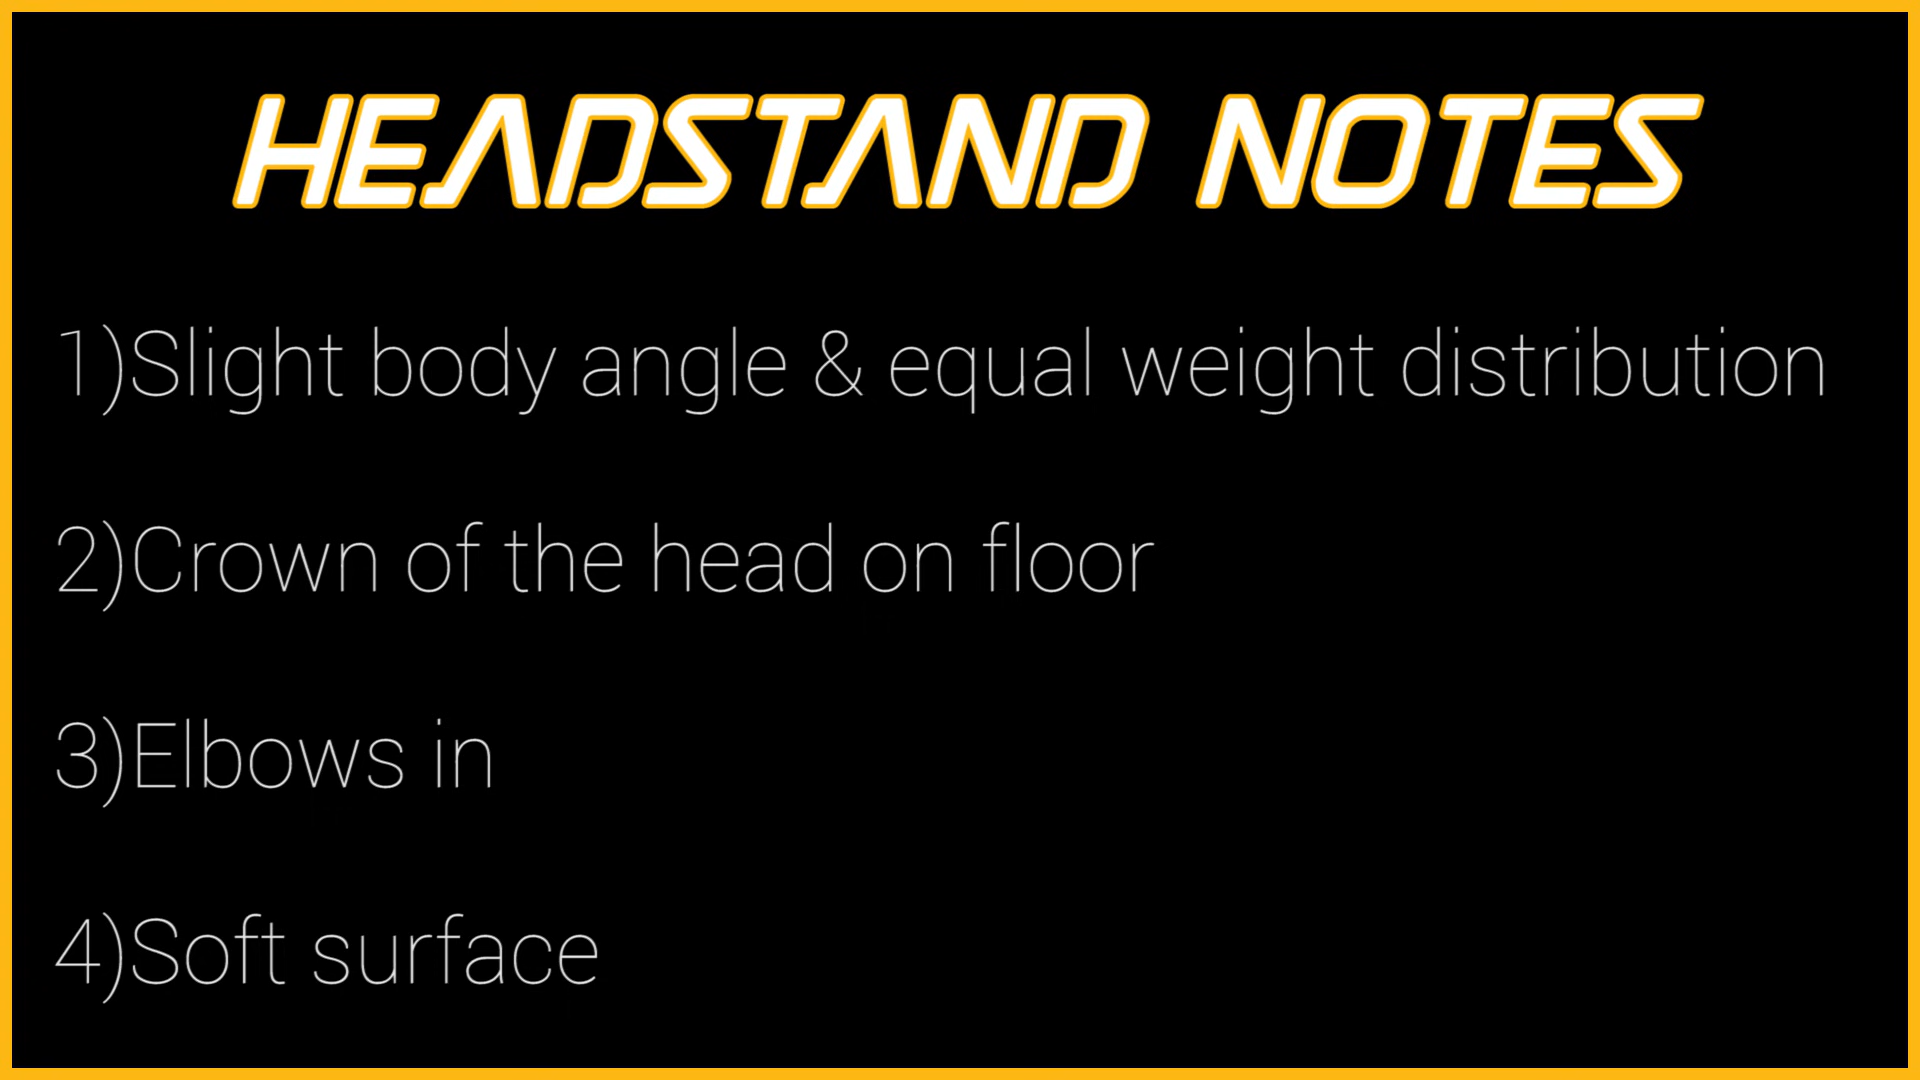 HEADSTAND NOTES
1)Slight body angle & equal weight distribution
2)Crown of the head on floor
3)Elbows in
4)Soft surface